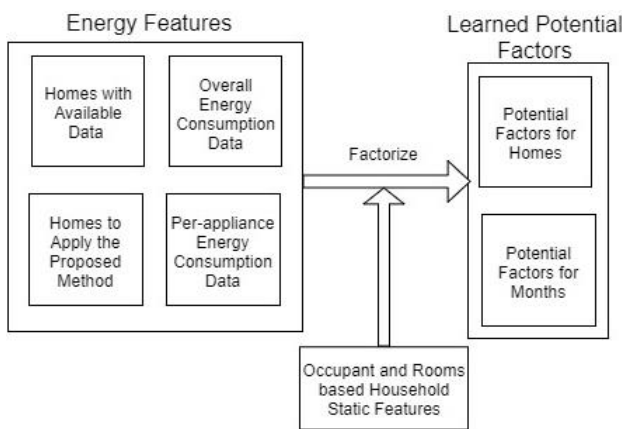 Energy Features
Homes with
Available
Data
Overall
Energy
Consumption
Data
Homes to
Apply the
Proposed
Method
Per-appliance
Energy
Consumption
Data
Factorize
Occupant and Rooms
based Household
Static Features
Learned Potential
Factors
Potential
Factors for
Homes
Potential
Factors for
Months